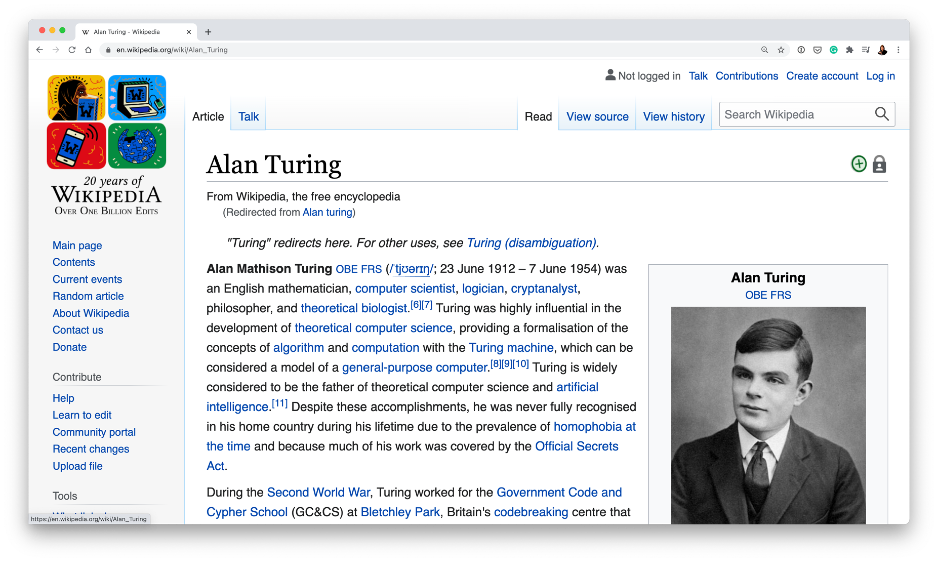 Alan Turing - Wikipedia
en.wikipedia.org/wiki/Alan_Turing
Not logged in Talk Contributions Create account Log in
Article Talk Read View source View history Search Wikipedia
20 years of
WIKIPEDIA
OVER ONE BILLION EDITS
Main page
Contents
Current events
Random article
About Wikipedia
Contact us
Donate
Contribute
Help
Learn to edit
Community portal
Recent changes
Upload file
Tools
https://en.wikipedia.org/wiki/Alan_Turing
Alan Turing
From Wikipedia, the free encyclopedia
(Redirected from Alan turing)
"Turing" redirects here. For other uses, see Turing (disambiguation).
Alan Mathison Turing OBE FRS (/ˈtjʊərɪŋ/; 23 June 1912 – 7 June 1954) was
an English mathematician, computer scientist, logician, cryptanalyst,
philosopher, and theoretical biologist.[6][7] Turing was highly influential in the
development of theoretical computer science, providing a formalisation of the
concepts of algorithm and computation with the Turing machine, which can be
considered a model of a general-purpose computer.[8][9][10] Turing is widely
considered to be the father of theoretical computer science and artificial
intelligence.[11] Despite these accomplishments, he was never fully recognised
in his home country during his lifetime due to the prevalence of homophobia at
the time and because much of his work was covered by the Official Secrets
Act.
During the Second World War, Turing worked for the Government Code and
Cypher School (GC&CS) at Bletchley Park, Britain's codebreaking centre that
Alan Turing
OBE FRS